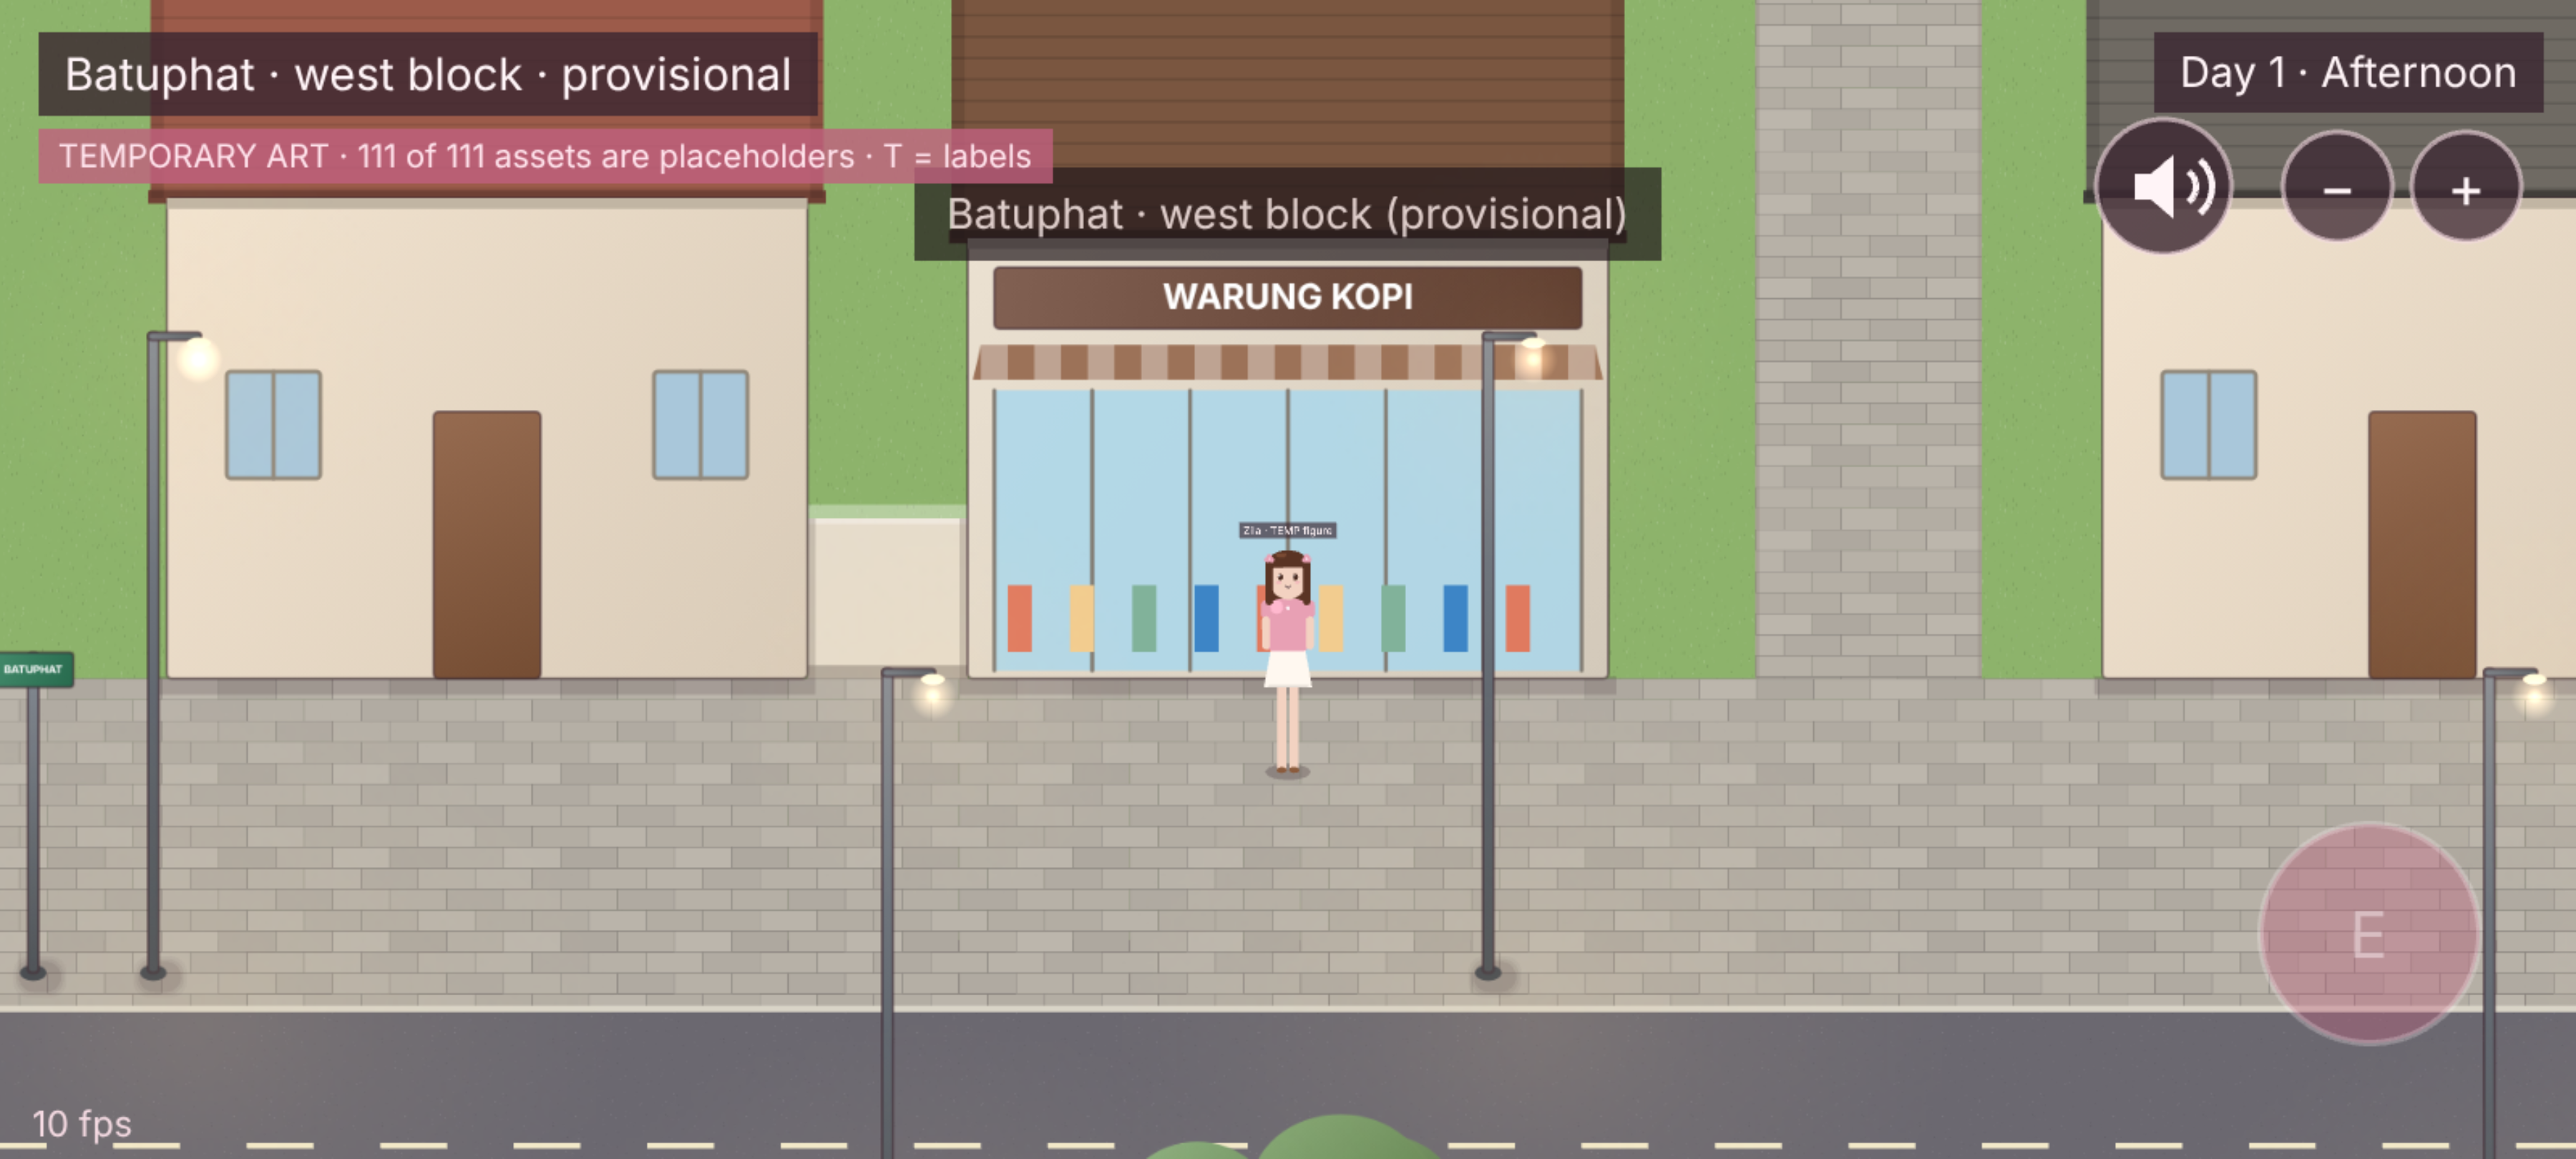 Batuphat · west block · provisional
Day 1 · Afternoon
TEMPORARY ART · 111 of 111 assets are placeholders · T = labels
− +
Batuphat · west block (provisional)
WARUNG KOPI
Zila · TEMP figure
BATUPHAT
E
10 fps